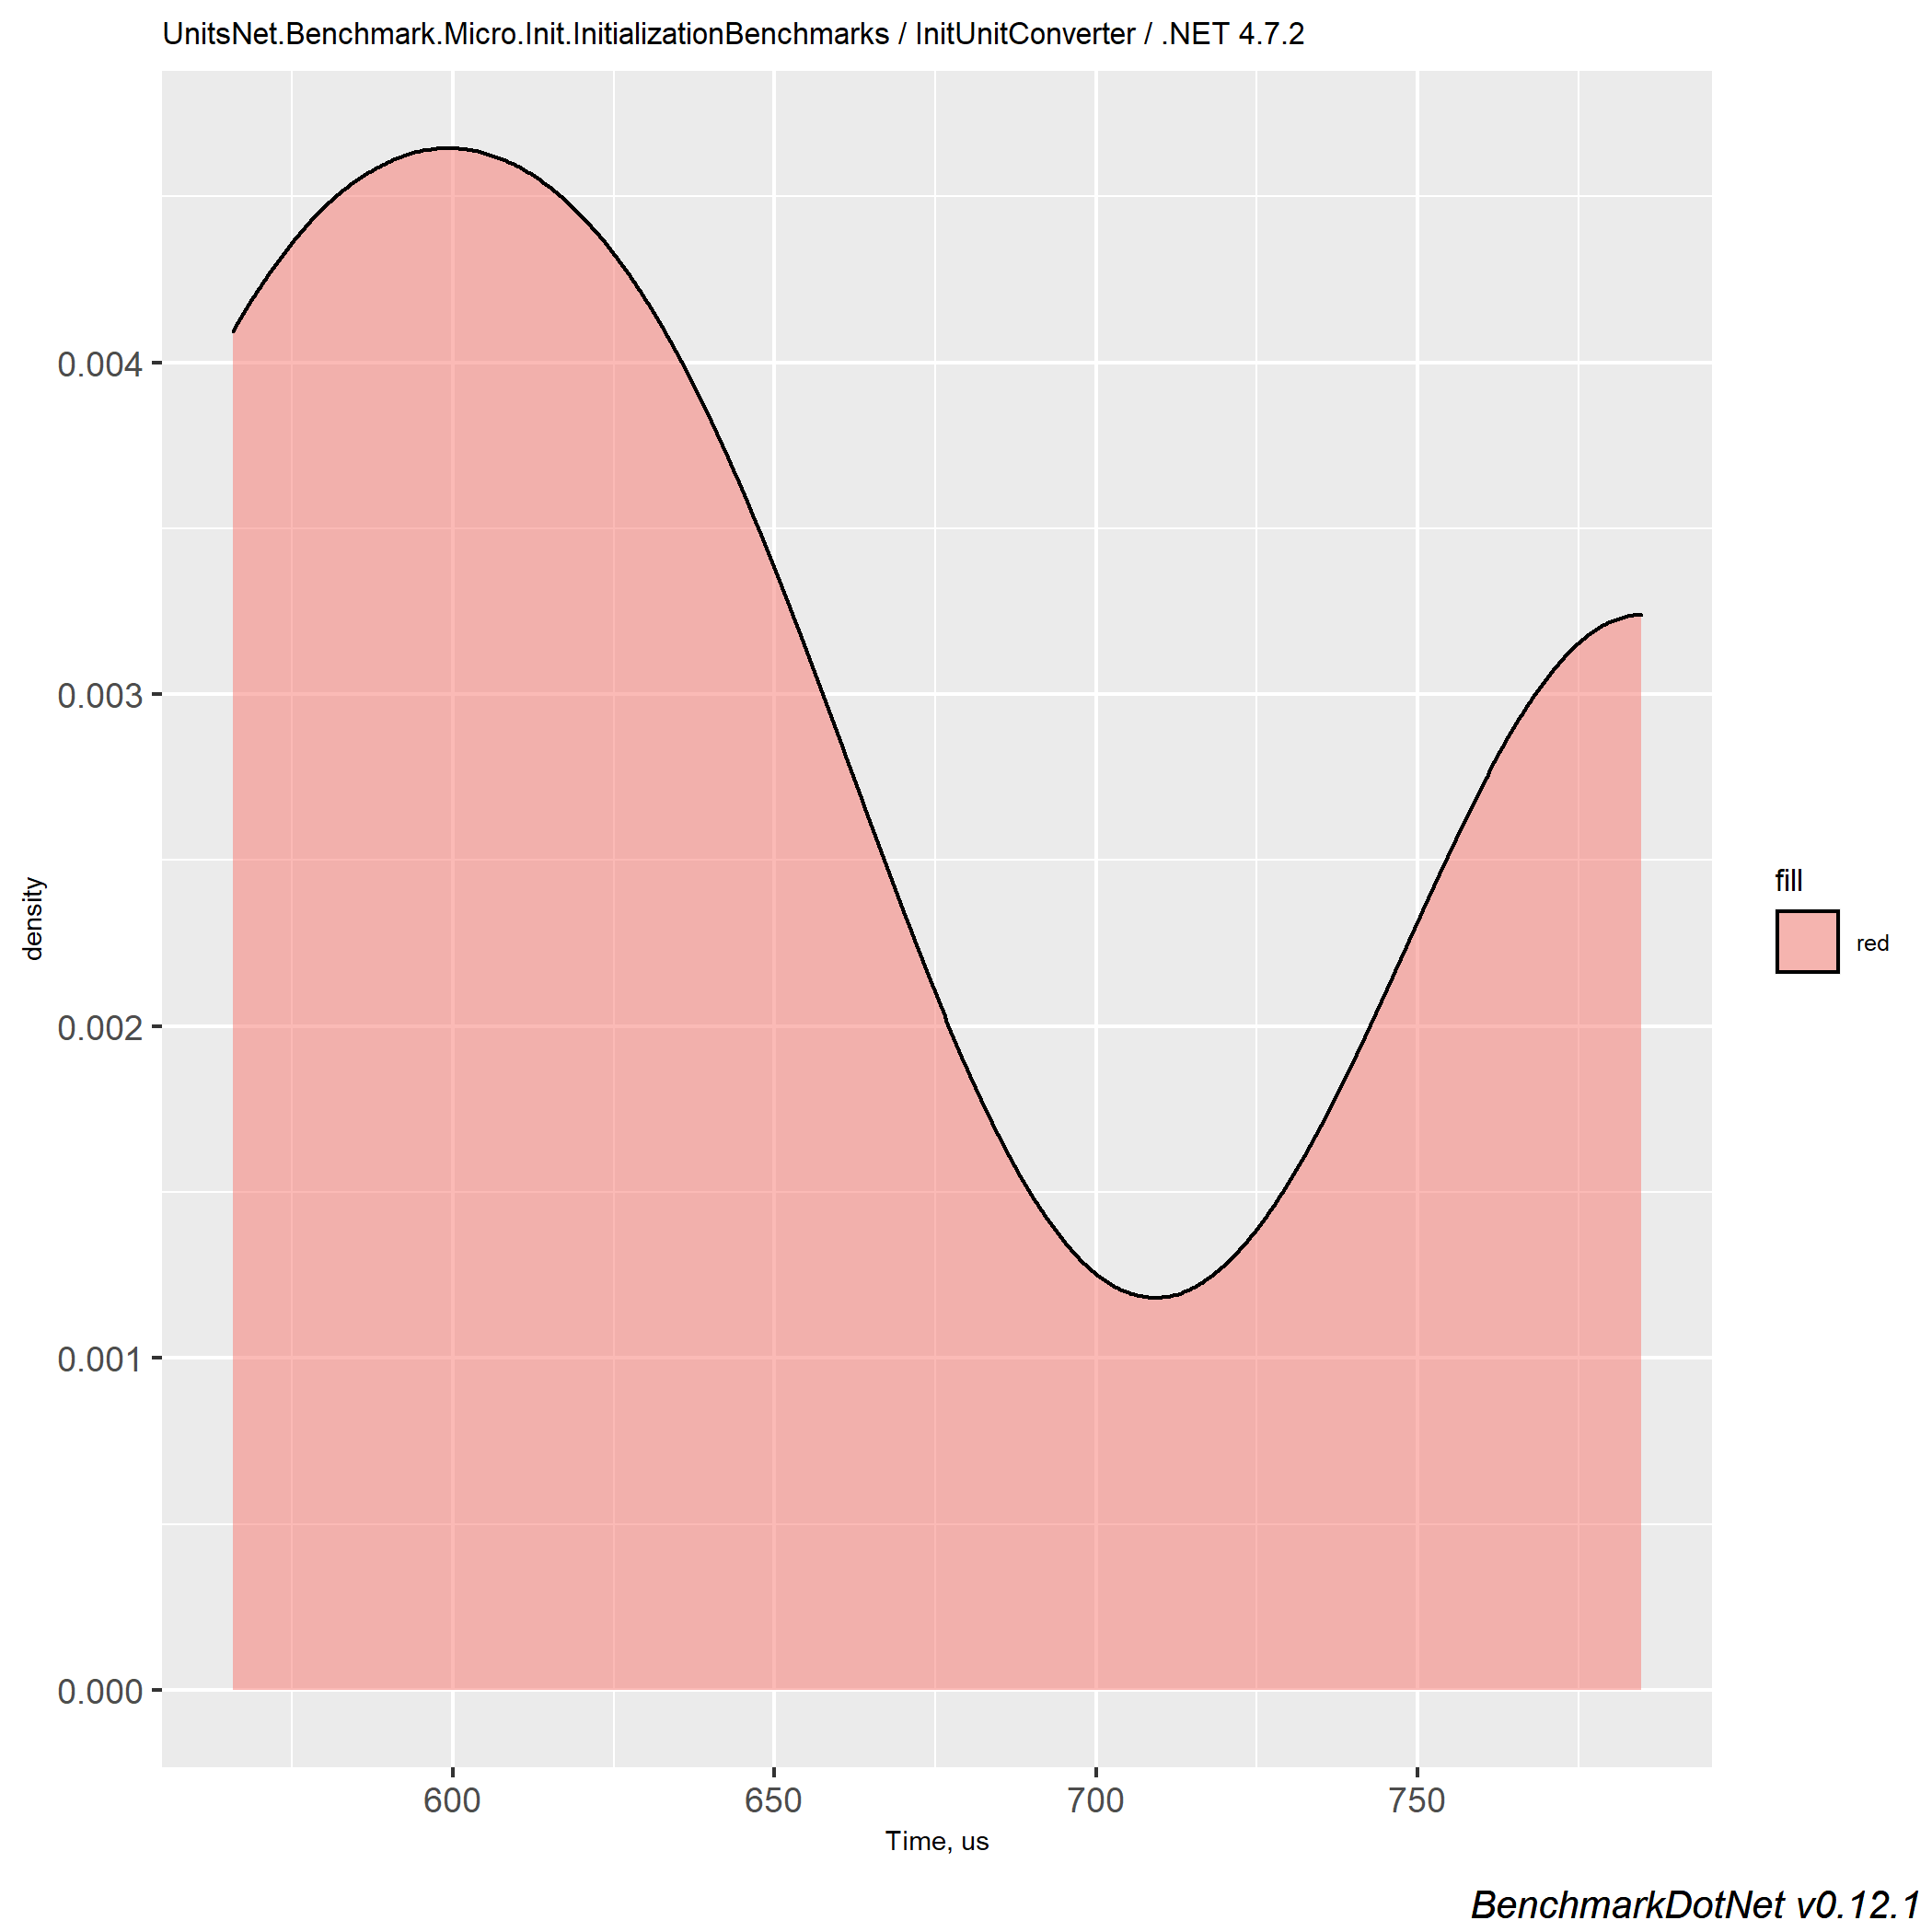 UnitsNet.Benchmark.Micro.Init.InitializationBenchmarks / InitUnitConverter / .NET 4.7.2
0.004
0.003
0.002
0.001
0.000
density
600 650 700 750
Time, us
fill
red
BenchmarkDotNet v0.12.1